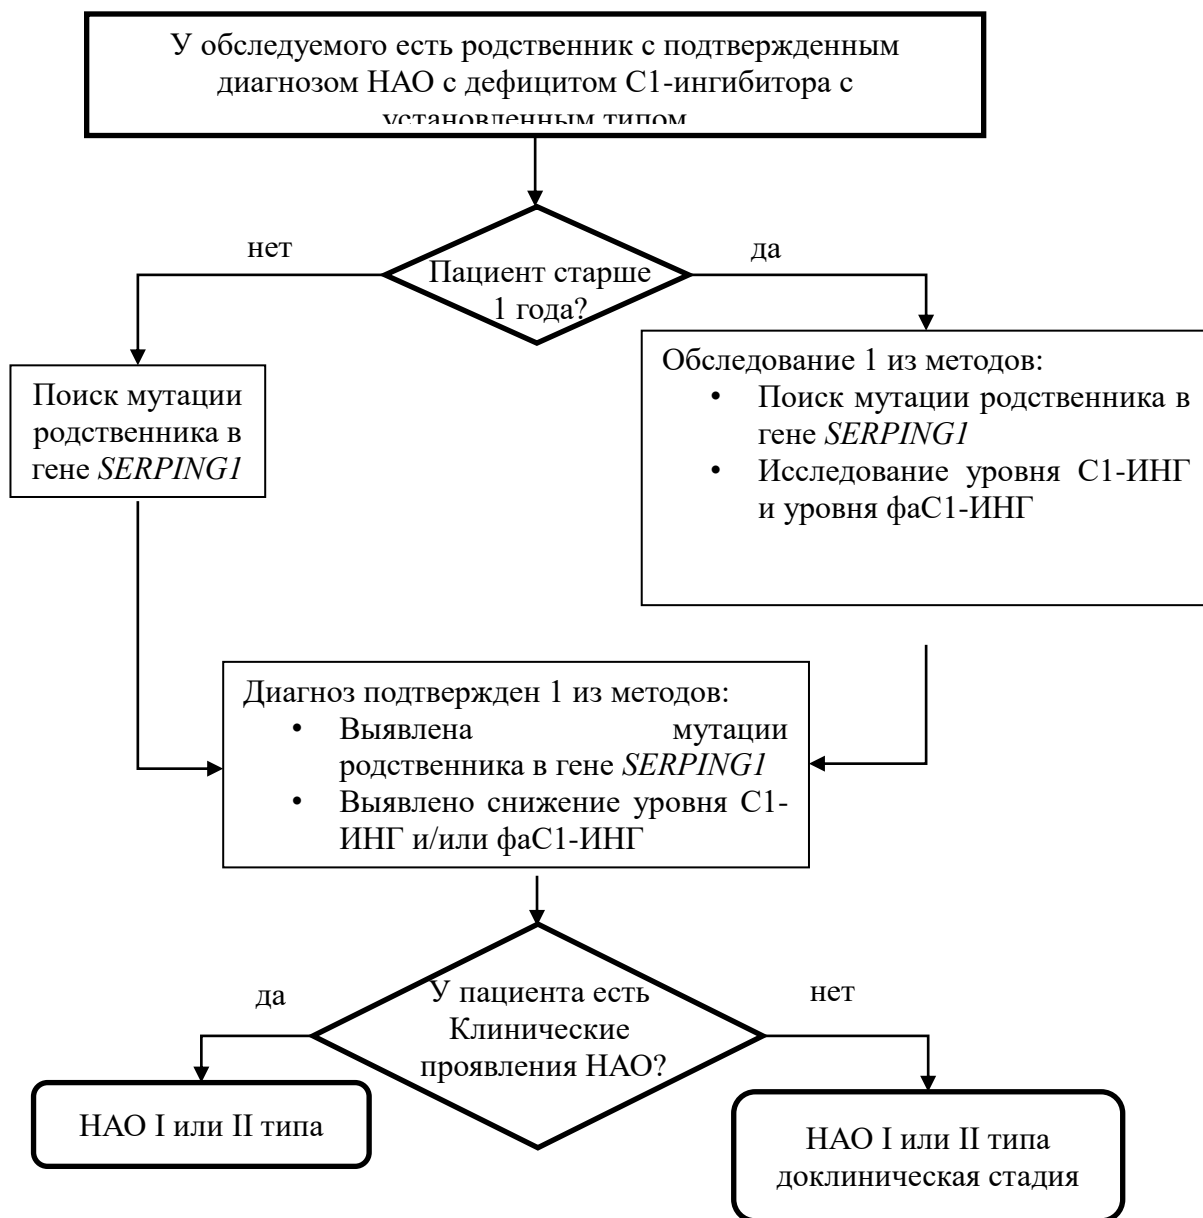 У обследуемого есть родственник с подтвержденным
диагнозом НАО с дефицитом С1-ингибитора с
установленным типом
нет
да
Пациент старше
1 года?
Поиск мутации
родственника в
гене SERPING1
Обследование 1 из методов:
• Поиск мутации родственника в
гене SERPING1
• Исследование уровня С1-ИНГ
и уровня фаС1-ИНГ
Диагноз подтвержден 1 из методов:
• Выявлена мутации
родственника в гене SERPING1
• Выявлено снижение уровня С1-
ИНГ и/или фаС1-ИНГ
да
нет
У пациента есть
Клинические
проявления НАО?
НАО I или II типа
НАО I или II типа
доклиническая стадия